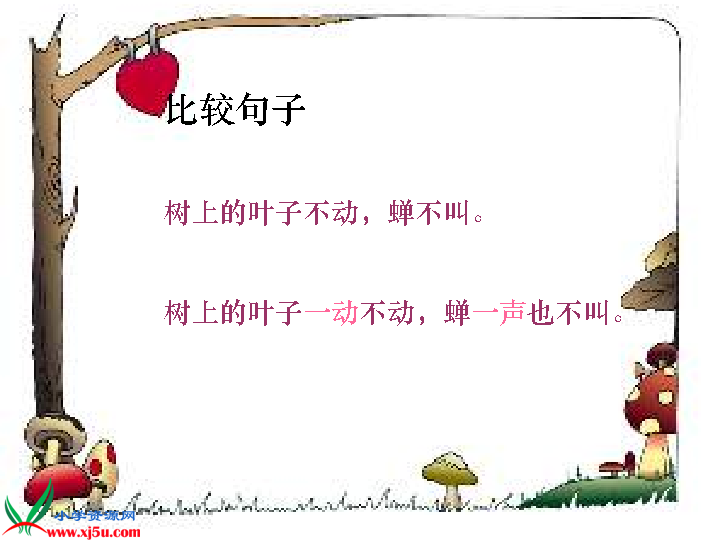 比较句子
树上的叶子不动，蝉不叫。
树上的叶子一动不动，蝉一声也不叫。
小学资源网
www.xj5u.com